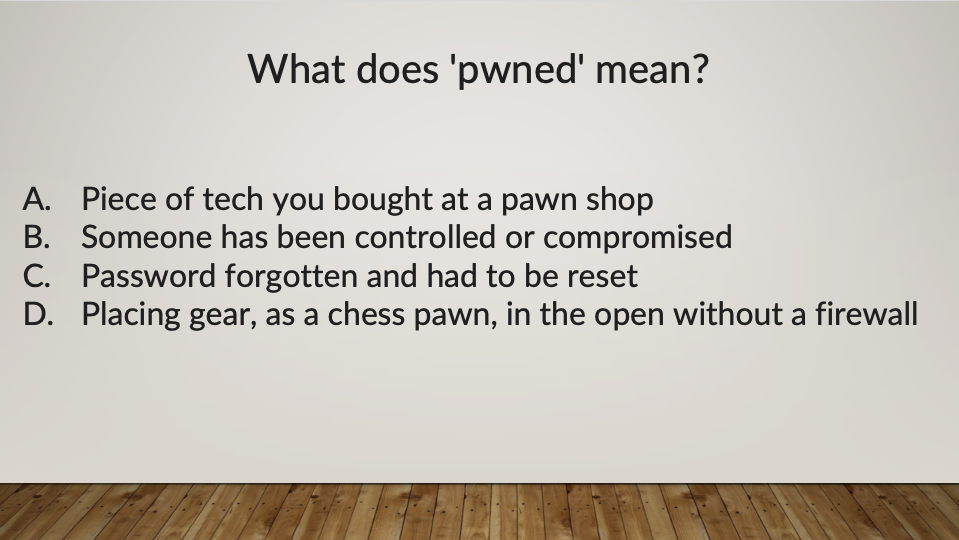 What does 'pwned' mean?
A. Piece of tech you bought at a pawn shop
B. Someone has been controlled or compromised
C. Password forgotten and had to be reset
D. Placing gear, as a chess pawn, in the open without a firewall